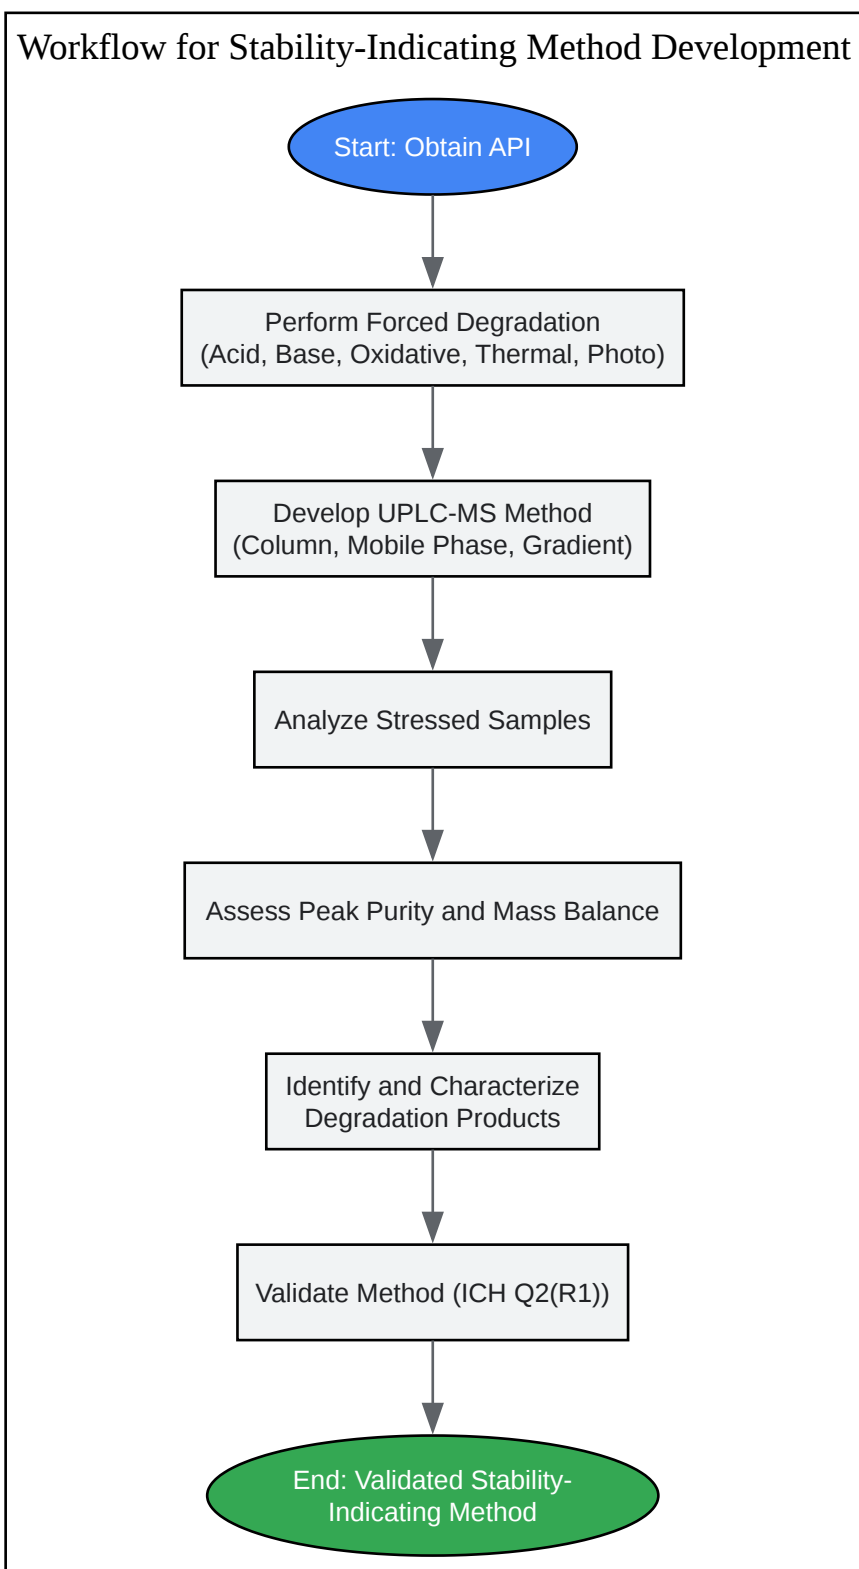 Workflow for Stability-Indicating Method Development
Start: Obtain API
Perform Forced Degradation
(Acid, Base, Oxidative, Thermal, Photo)
Develop UPLC-MS Method
(Column, Mobile Phase, Gradient)
Analyze Stressed Samples
Assess Peak Purity and Mass Balance
Identify and Characterize
Degradation Products
Validate Method (ICH Q2(R1))
End: Validated Stability-
Indicating Method